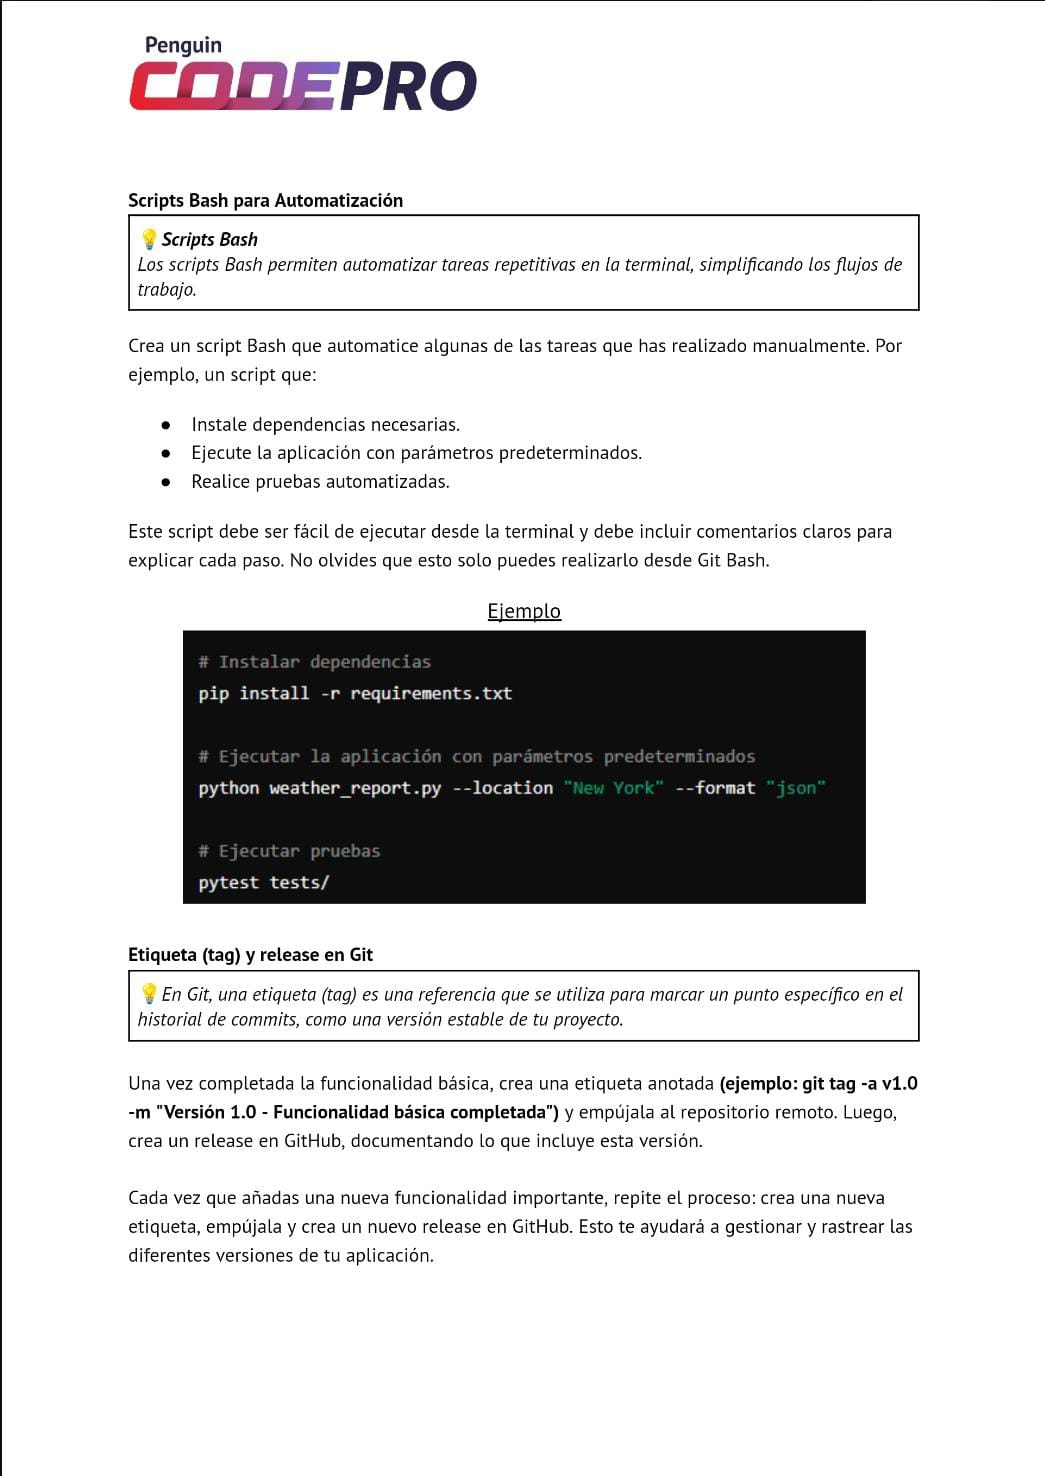 Penguin
CODEPRO
Scripts Bash para Automatización
💡Scripts Bash
Los scripts Bash permiten automatizar tareas repetitivas en la terminal, simplificando los flujos de
trabajo.
Crea un script Bash que automatice algunas de las tareas que has realizado manualmente. Por
ejemplo, un script que:
● Instale dependencias necesarias.
● Ejecute la aplicación con parámetros predeterminados.
● Realice pruebas automatizadas.
Este script debe ser fácil de ejecutar desde la terminal y debe incluir comentarios claros para
explicar cada paso. No olvides que esto solo puedes realizarlo desde Git Bash.
Ejemplo
# Instalar dependencias
pip install -r requirements.txt
# Ejecutar la aplicación con parámetros predeterminados
python weather_report.py --location "New York" --format "json"
# Ejecutar pruebas
pytest tests/
Etiqueta (tag) y release en Git
💡En Git, una etiqueta (tag) es una referencia que se utiliza para marcar un punto específico en el
historial de commits, como una versión estable de tu proyecto.
Una vez completada la funcionalidad básica, crea una etiqueta anotada (ejemplo: git tag -a v1.0
-m "Versión 1.0 - Funcionalidad básica completada") y empújala al repositorio remoto. Luego,
crea un release en GitHub, documentando lo que incluye esta versión.
Cada vez que añadas una nueva funcionalidad importante, repite el proceso: crea una nueva
etiqueta, empújala y crea un nuevo release en GitHub. Esto te ayudará a gestionar y rastrear las
diferentes versiones de tu aplicación.